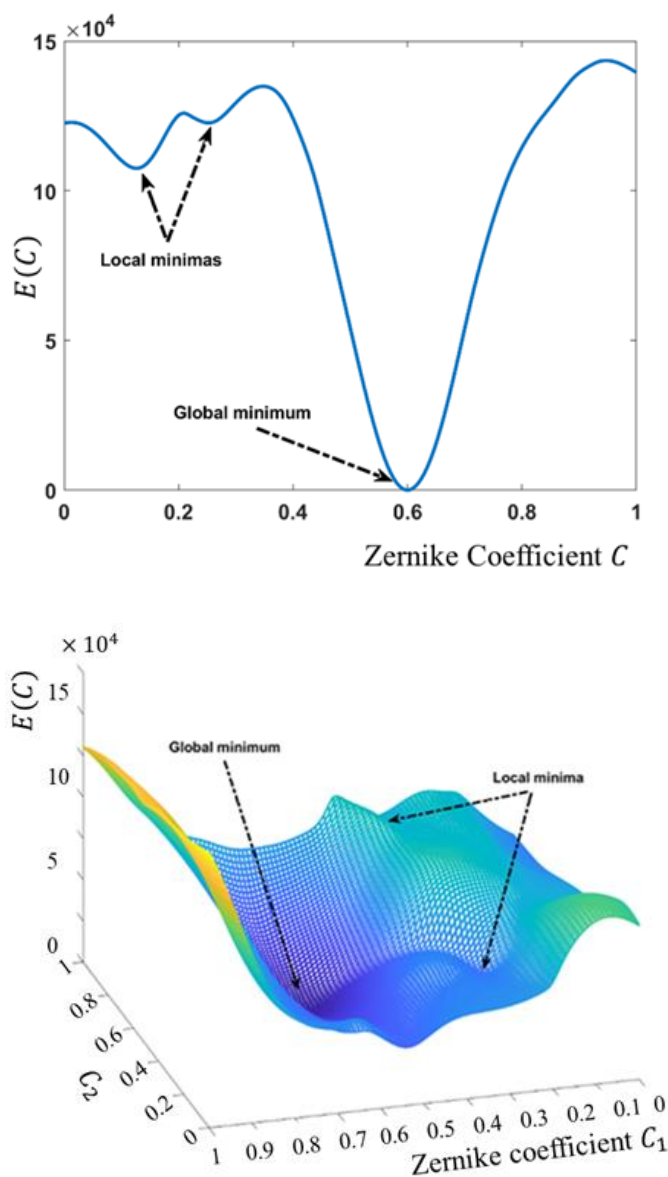 ×10⁴
15
10
5
0
E(C)
Local minimas
Global minimum
0 0.2 0.4 0.6 0.8 1
Zernike Coefficient C
× 10⁴
E(C)
15
10
5
0
Global minimum
Local minima
1
0.8
0.6
0.4
0.2
0
C₂
1 0.9 0.8 0.7 0.6 0.5 0.4 0.3 0.2 0.1 0
Zernike coefficient C₁